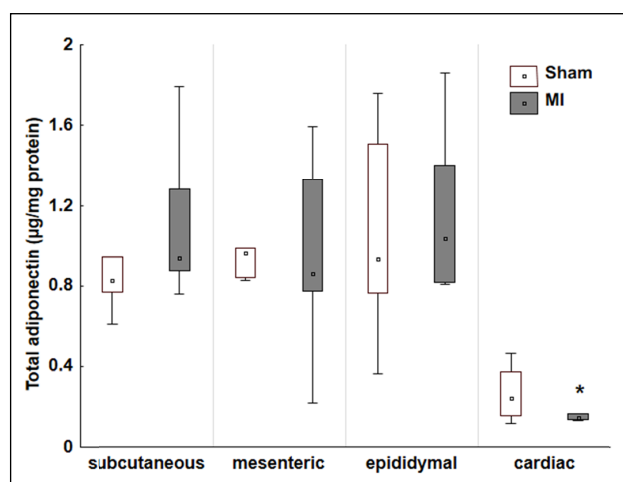 Total adiponectin (µg/mg protein)
2
1.6
1.2
0.8
0.4
0
Sham
MI
*
subcutaneous mesenteric epididymal cardiac